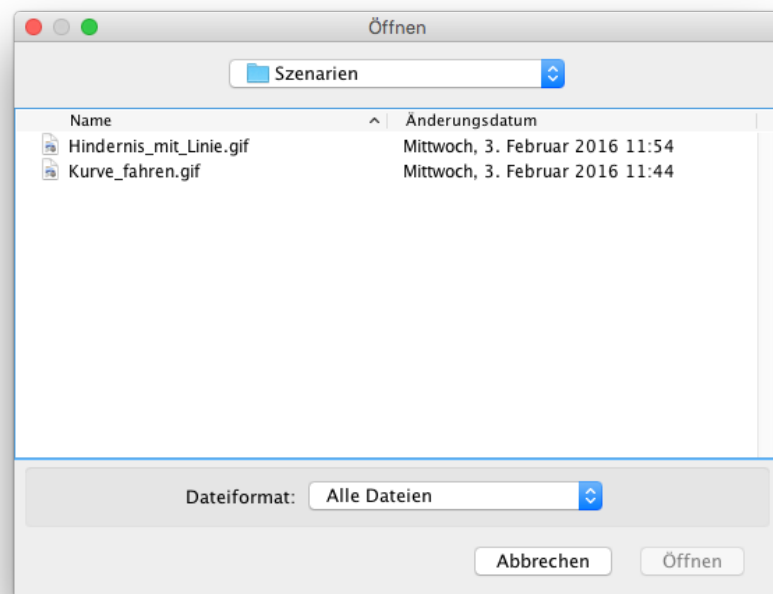 Öffnen
Szenarien
Name Änderungsdatum
Hindernis_mit_Linie.gif Mittwoch, 3. Februar 2016 11:54
Kurve_fahren.gif Mittwoch, 3. Februar 2016 11:44
Dateiformat: Alle Dateien
Abbrechen Öffnen